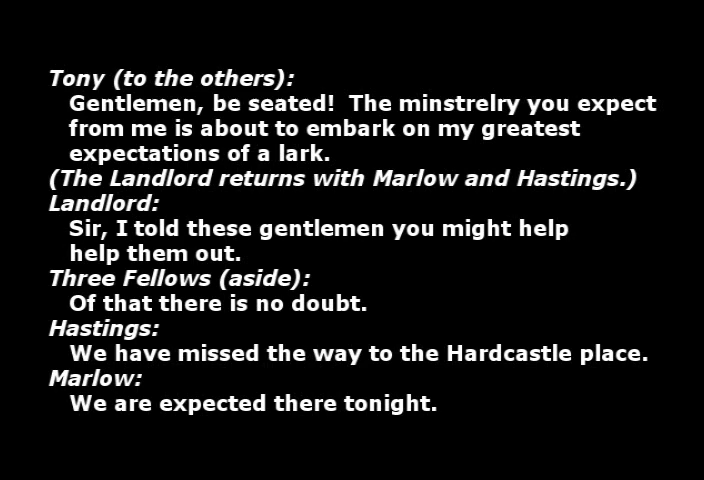 Tony (to the others):
Gentlemen, be seated!  The minstrelry you expect
from me is about to embark on my greatest
expectations of a lark.
(The Landlord returns with Marlow and Hastings.)
Landlord:
Sir, I told these gentlemen you might help
help them out.
Three Fellows (aside):
Of that there is no doubt.
Hastings:
We have missed the way to the Hardcastle place.
Marlow:
We are expected there tonight.